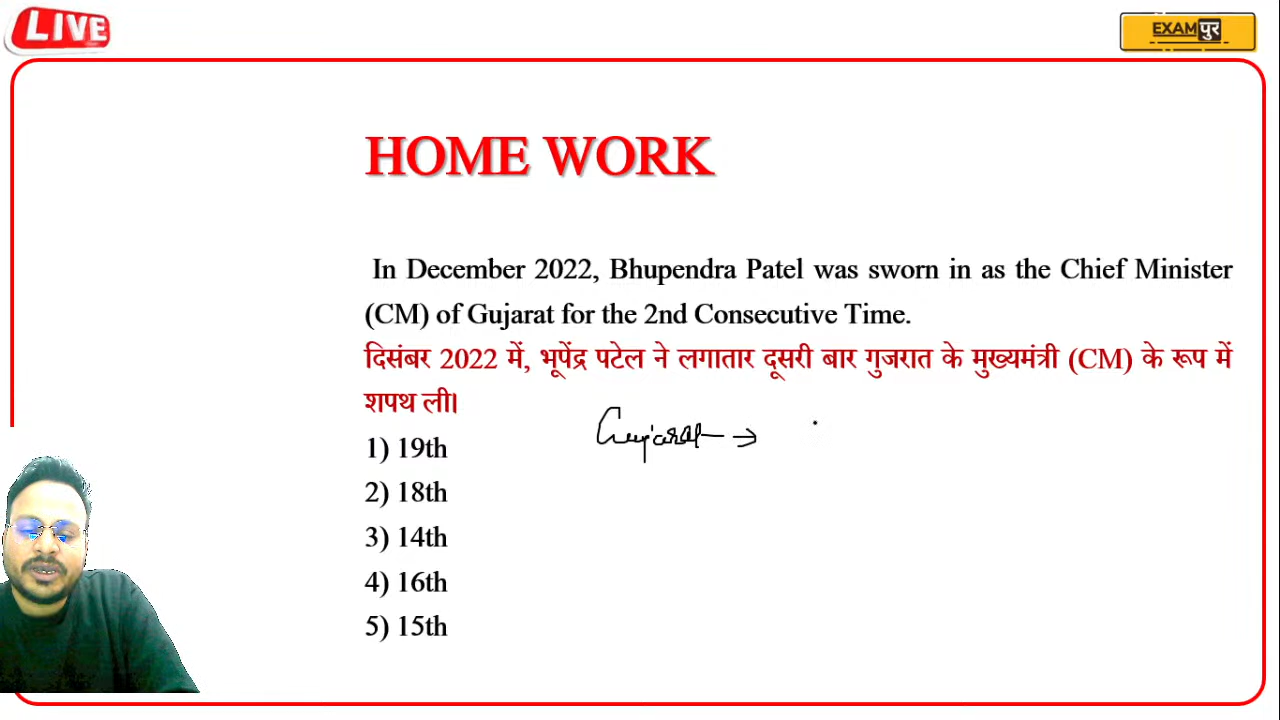 LIVE
EXAMपुर
HOME WORK
In December 2022, Bhupendra Patel was sworn in as the Chief Minister
(CM) of Gujarat for the 2nd Consecutive Time.
दिसंबर 2022 में, भूपेंद्र पटेल ने लगातार दूसरी बार गुजरात के मुख्यमंत्री (CM) के रूप में
शपथ ली।
Gujarat →
1) 19th
2) 18th
3) 14th
4) 16th
5) 15th